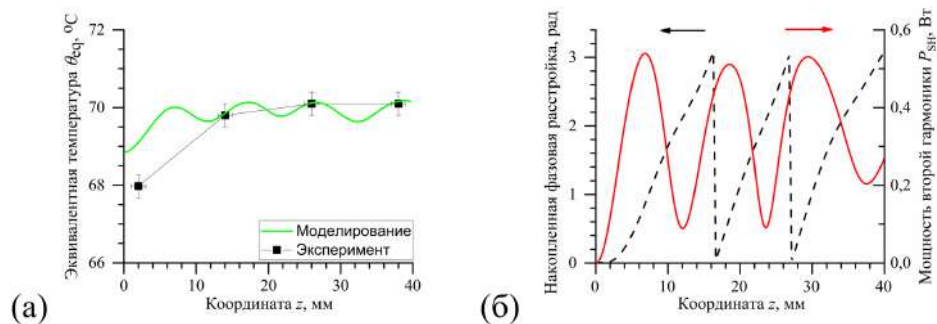 72
70
68
66
Эквивалентная температура θeq, °C
0 10 20 30 40
Координата z, мм
Моделирование
Эксперимент
(а)
3
2
1
0
Накопленная фазовая расстройка, рад
0 10 20 30 40
Координата z, мм
0,6
0,4
0,2
0,0
Мощность второй гармоники PSH, Вт
(б)